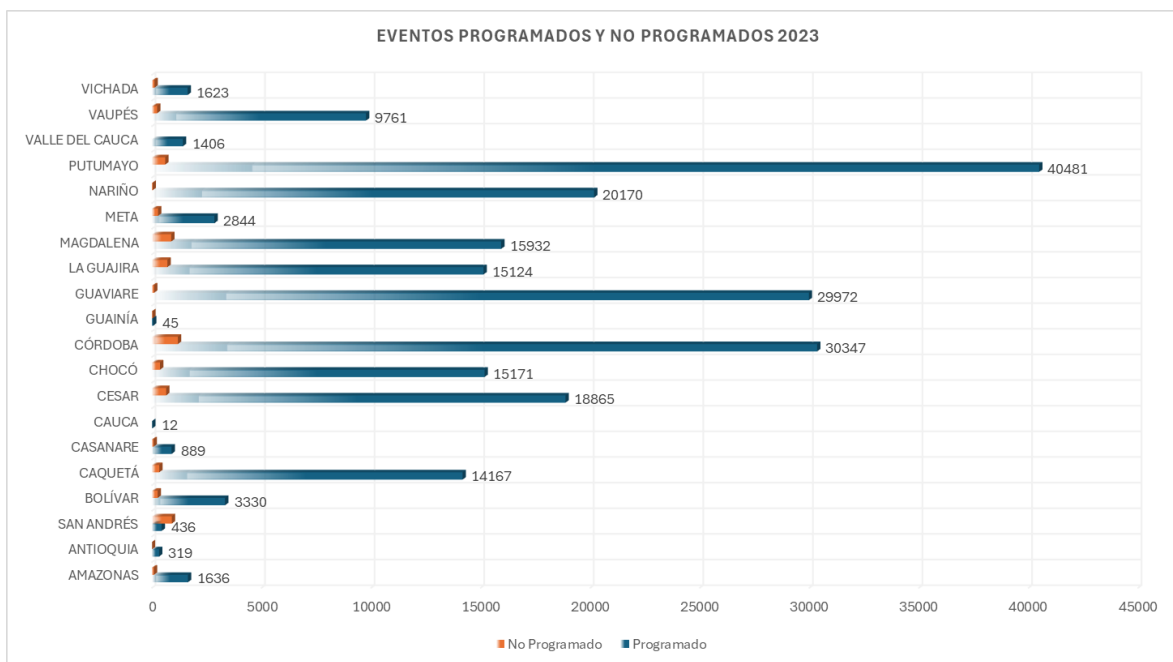 EVENTOS PROGRAMADOS Y NO PROGRAMADOS 2023
VICHADA 1623
VAUPÉS 9761
VALLE DEL CAUCA 1406
PUTUMAYO 40481
NARIÑO 20170
META 2844
MAGDALENA 15932
LA GUAJIRA 15124
GUAVIARE 29972
GUAINÍA 45
CÓRDOBA 30347
CHOCÓ 15171
CESAR 18865
CAUCA 12
CASANARE 889
CAQUETÁ 14167
BOLÍVAR 3330
SAN ANDRÉS 436
ANTIOQUIA 319
AMAZONAS 1636
0 5000 10000 15000 20000 25000 30000 35000 40000 45000
No Programado Programado